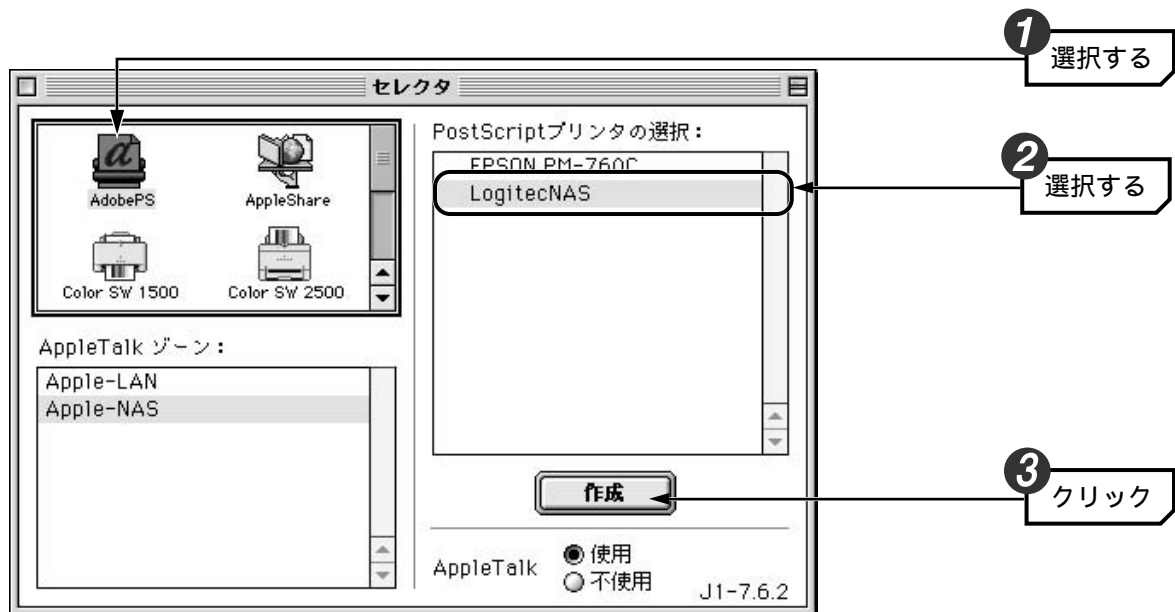 1
選択する
セレクタ
AdobePS
AppleShare
Color SW 1500
Color SW 2500
AppleTalk ゾーン：
Apple-LAN
Apple-NAS
PostScriptプリンタの選択：
EPSON PM-760C
LogitecNAS
2
選択する
作成
3
クリック
AppleTalk
使用
不使用
J1-7.6.2